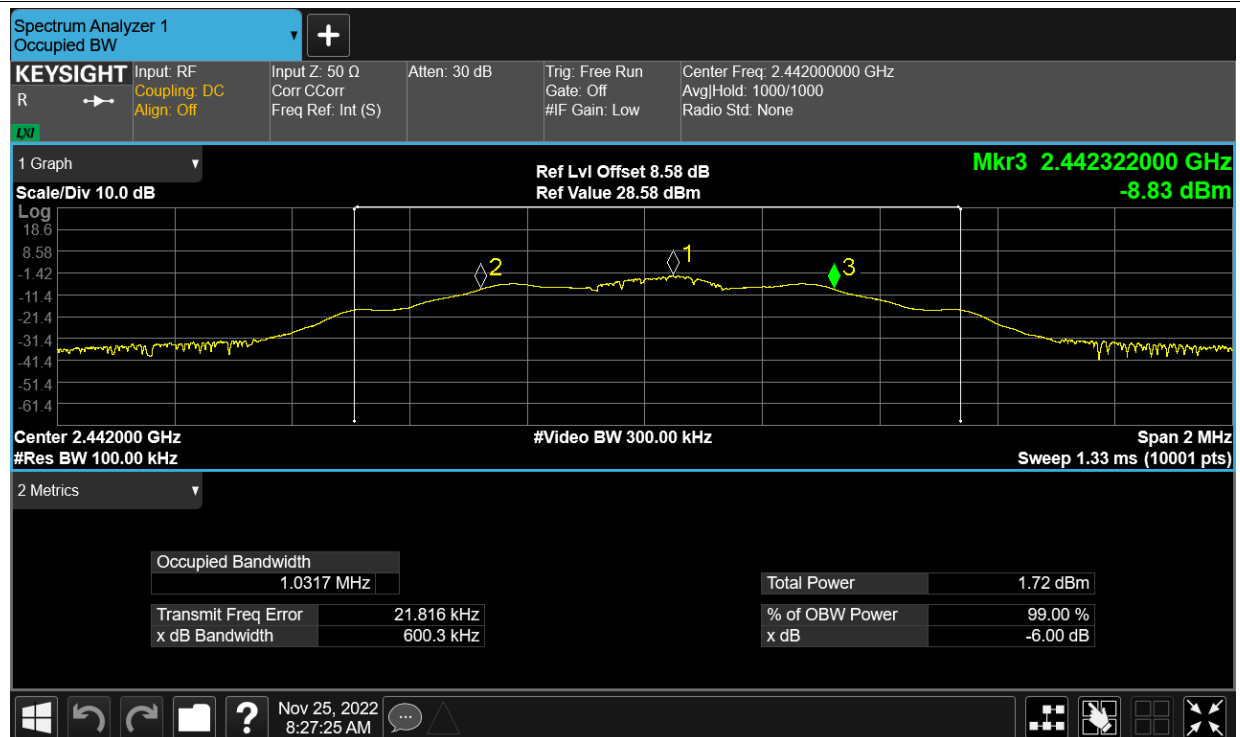 Spectrum Analyzer 1
Occupied BW
KEYSIGHT
R
LXI
Input: RF
Coupling: DC
Align: Off
Input Z: 50 Ω
Corr CCorr
Freq Ref: Int (S)
Atten: 30 dB
Trig: Free Run
Gate: Off
#IF Gain: Low
Center Freq: 2.442000000 GHz
Avg|Hold: 1000/1000
Radio Std: None
1 Graph
Scale/Div 10.0 dB
Ref Lvl Offset 8.58 dB
Ref Value 28.58 dBm
Mkr3 2.442322000 GHz
-8.83 dBm
Log
18.6
8.58
-1.42
-11.4
-21.4
-31.4
-41.4
-51.4
-61.4
2
1
3
Center 2.442000 GHz
#Res BW 100.00 kHz
#Video BW 300.00 kHz
Span 2 MHz
Sweep 1.33 ms (10001 pts)
2 Metrics
Occupied Bandwidth
1.0317 MHz
Transmit Freq Error 21.816 kHz
x dB Bandwidth 600.3 kHz
Total Power 1.72 dBm
% of OBW Power 99.00 %
x dB -6.00 dB
Nov 25, 2022
8:27:25 AM